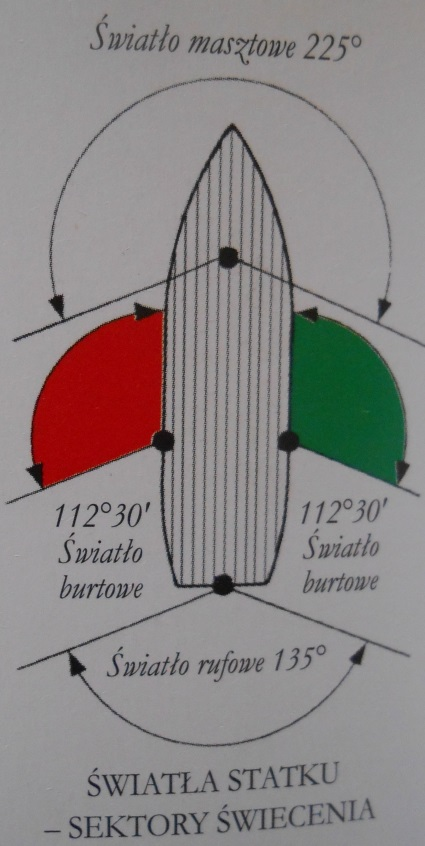 Światło masztowe 225°
112°30'
Światło
burtowe
112°30'
Światło
burtowe
Światło rufowe 135°
ŚWIATŁA STATKU
– SEKTORY ŚWIECENIA